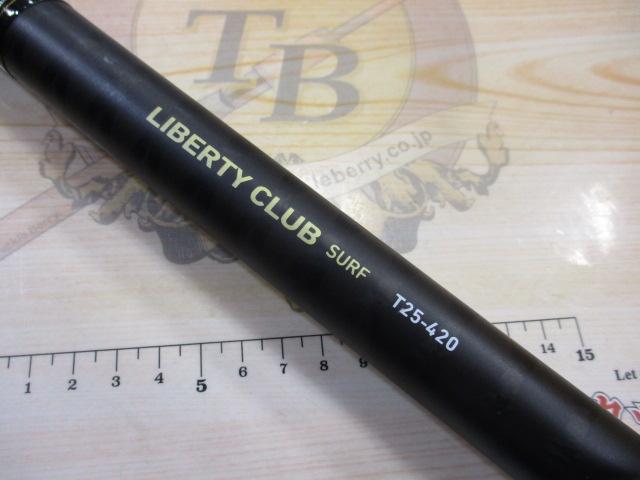 TB
leberry.co.jp
LIBERTY CLUB SURF T25-420
1 2 3 4 5 6 7 8 9 14 15
Let